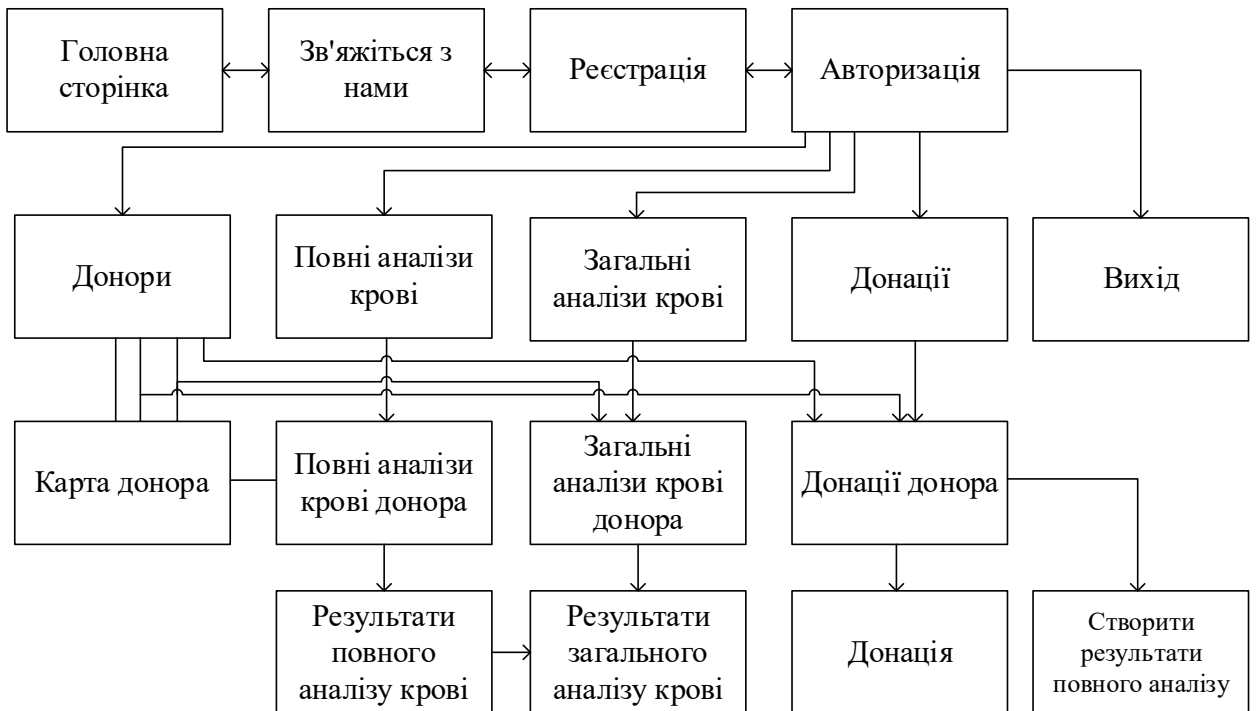 Головна
сторінка
Зв'яжіться з
нами
Реєстрація
Авторизація
Донори
Повні аналізи
крові
Загальні
аналізи крові
Донації
Вихід
Карта донора
Повні аналізи
крові донора
Загальні
аналізи крові
донора
Донації донора
Результати
повного
аналізу крові
Результати
загального
аналізу крові
Донація
Створити
результати
повного аналізу